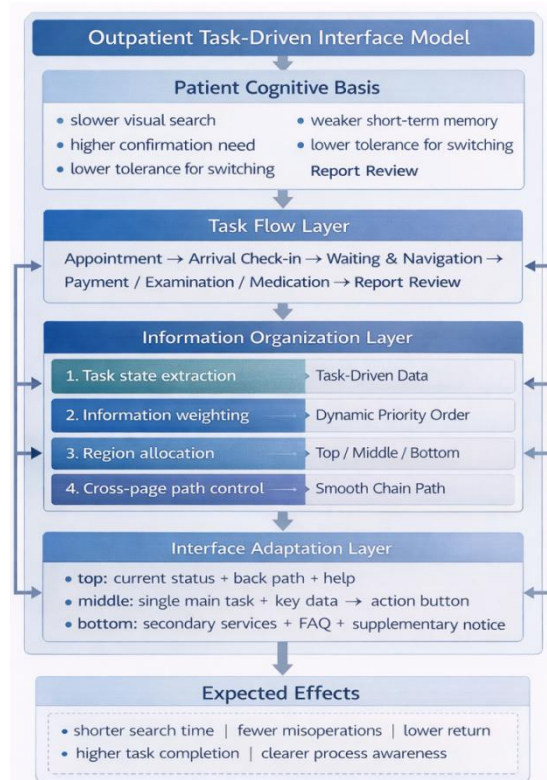 Outpatient Task-Driven Interface Model
Patient Cognitive Basis
• slower visual search
• weaker short-term memory
• higher confirmation need
• lower tolerance for switching
• lower tolerance for switching
Report Review
Task Flow Layer
Appointment → Arrival Check-in → Waiting & Navigation →
Payment / Examination / Medication → Report Review
Information Organization Layer
1. Task state extraction
Task-Driven Data
2. Information weighting
Dynamic Priority Order
3. Region allocation
Top / Middle / Bottom
4. Cross-page path control
Smooth Chain Path
Interface Adaptation Layer
• top: current status + back path + help
• middle: single main task + key data → action button
• bottom: secondary services + FAQ + supplementary notice
Expected Effects
• shorter search time | fewer misoperations | lower return
• higher task completion | clearer process awareness